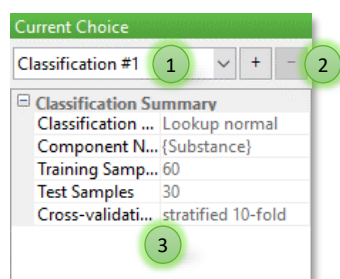 Current Choice
Classification #1 1 + − 2
Classification Summary
Classification ... Lookup normal
Component N... {Substance}
Training Samp... 60
Test Samples 30
Cross-validati... stratified 10-fold
3